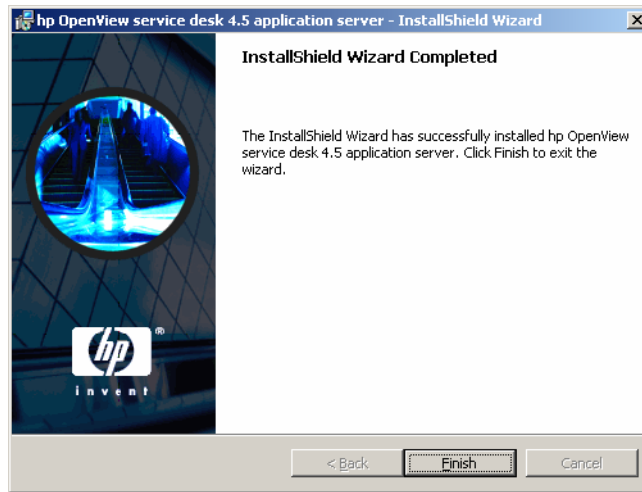 hp OpenView service desk 4.5 application server - InstallShield Wizard
InstallShield Wizard Completed
The InstallShield Wizard has successfully installed hp OpenView
service desk 4.5 application server. Click Finish to exit the
wizard.
hp ®
invent
< Back Finish Cancel